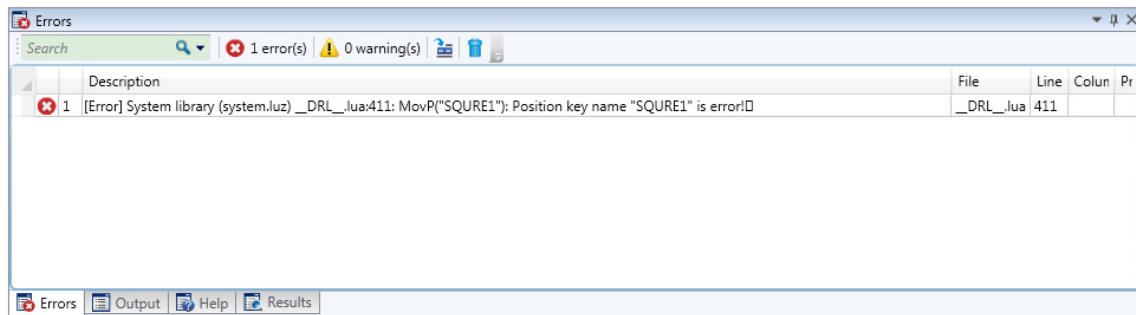 Errors
Search 1 error(s) 0 warning(s)
Description File Line Colun Pr
1 [Error] System library (system.luz) __DRL__.lua:411: MovP("SQURE1"): Position key name "SQURE1" is error!▯ __DRL__.lua 411
Errors Output Help Results